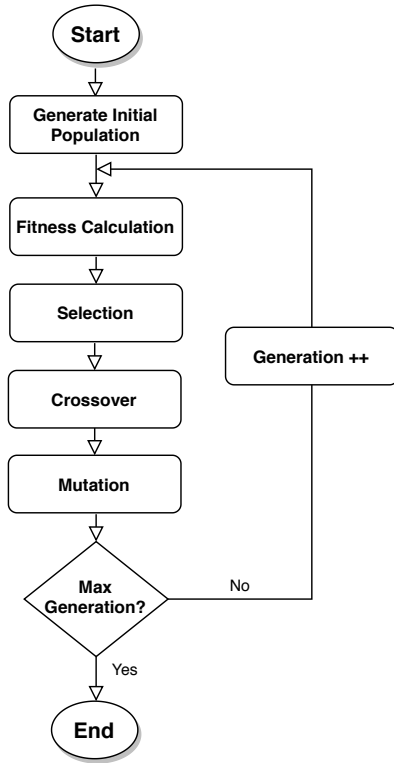 Start
Generate Initial
Population
Fitness Calculation
Selection
Generation ++
Crossover
Mutation
Max
Generation?
No
Yes
End